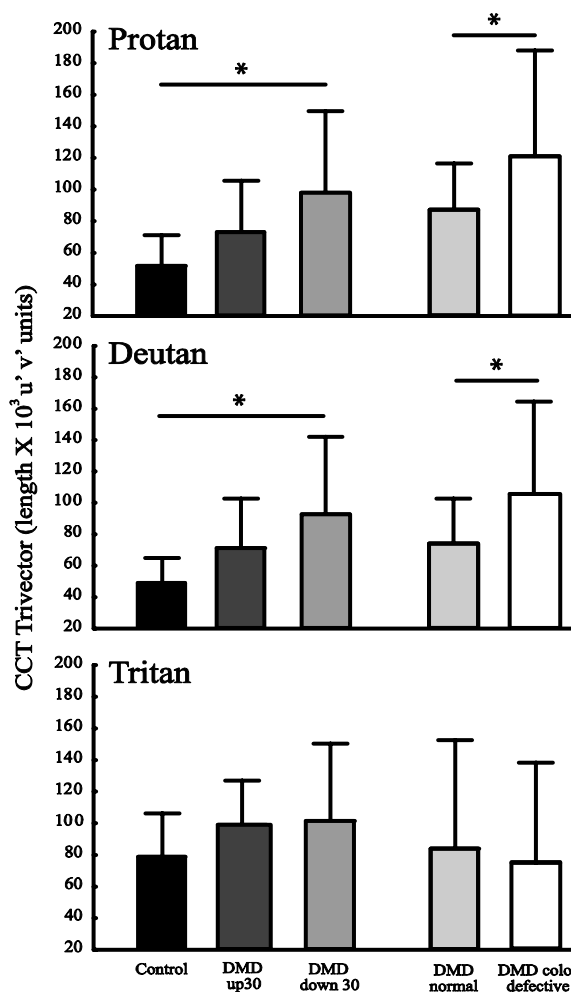 CCT Trivector (length X 10³ u' v' units)
Protan
200
180
160
140
120
100
80
60
40
20
*
*
Deutan
200
180
160
140
120
100
80
60
40
20
*
*
Tritan
200
180
160
140
120
100
80
60
40
20
Control
DMD
up30
DMD
down 30
DMD
normal
DMD colo
defective